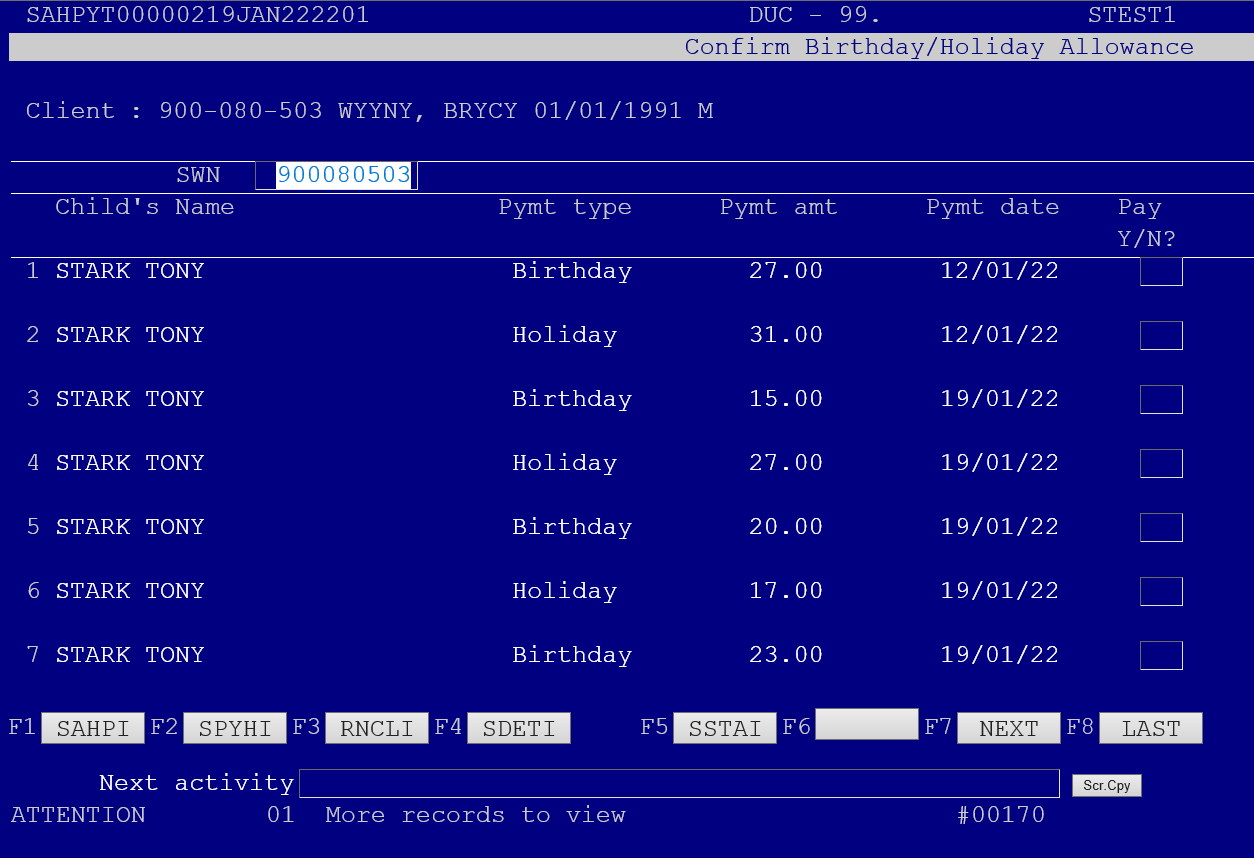 SAHPYT00000219JAN222201 DUC - 99. STEST1
Confirm Birthday/Holiday Allowance
Client : 900-080-503 WYYNY, BRYCY 01/01/1991 M
SWN 900080503
Child's Name Pymt type Pymt amt Pymt date Pay
Y/N?
1 STARK TONY Birthday 27.00 12/01/22
2 STARK TONY Holiday 31.00 12/01/22
3 STARK TONY Birthday 15.00 19/01/22
4 STARK TONY Holiday 27.00 19/01/22
5 STARK TONY Birthday 20.00 19/01/22
6 STARK TONY Holiday 17.00 19/01/22
7 STARK TONY Birthday 23.00 19/01/22
F1 SAHPI F2 SPYHI F3 RNCLI F4 SDETI F5 SSTAI F6 F7 NEXT F8 LAST
Next activity Scr.Cpy
ATTENTION 01 More records to view #00170